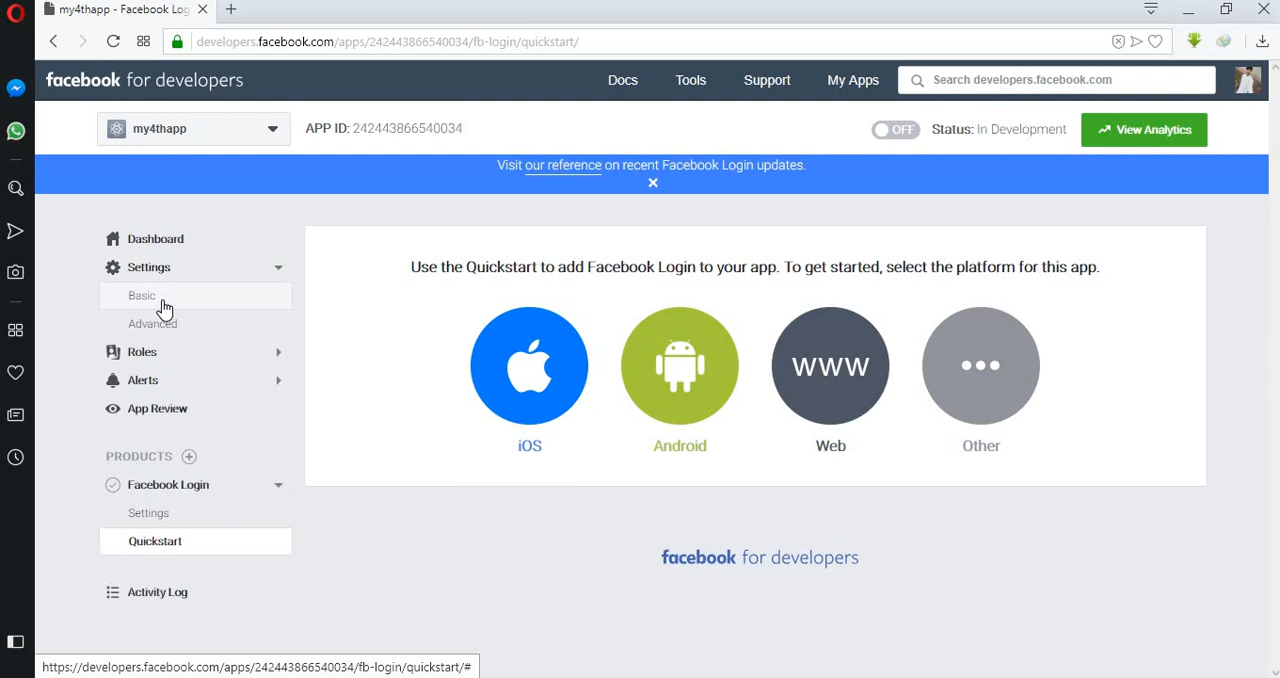 my4thapp - Facebook Log
developers.facebook.com/apps/242443866540034/fb-login/quickstart/
facebook for developers
Docs
Tools
Support
My Apps
Search developers.facebook.com
my4thapp
APP ID: 242443866540034
OFF
Status: In Development
View Analytics
Visit our reference on recent Facebook Login updates.
Dashboard
Settings
Basic
Advanced
Roles
Alerts
App Review
PRODUCTS
Facebook Login
Settings
Quickstart
Activity Log
Use the Quickstart to add Facebook Login to your app. To get started, select the platform for this app.
WWW
iOS
Android
Web
Other
facebook for developers
https://developers.facebook.com/apps/242443866540034/fb-login/quickstart/#